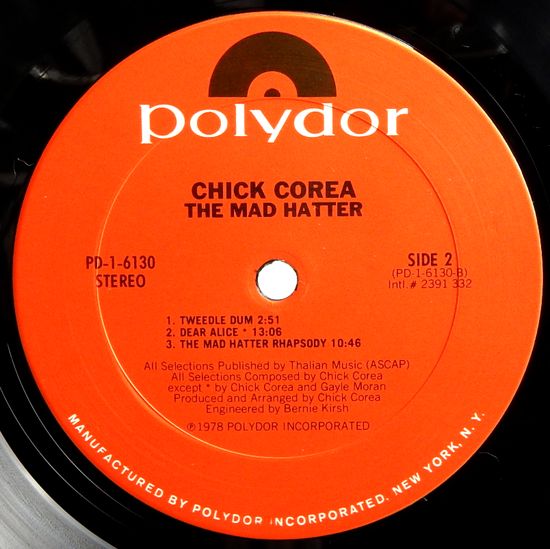 polydor
CHICK COREA
THE MAD HATTER
PD-1-6130
STEREO
SIDE 2
(PD-1-6130-B)
Intl.# 2391 332
1. TWEEDLE DUM 2:51
2. DEAR ALICE * 13:06
3. THE MAD HATTER RHAPSODY 10:46
All Selections Published by Thalian Music (ASCAP)
All Selections Composed by Chick Corea
except * by Chick Corea and Gayle Moran
Produced and Arranged by Chick Corea
Engineered by Bernie Kirsh
℗1978 POLYDOR INCORPORATED
MANUFACTURED BY POLYDOR INCORPORATED. NEW YORK, N.Y.